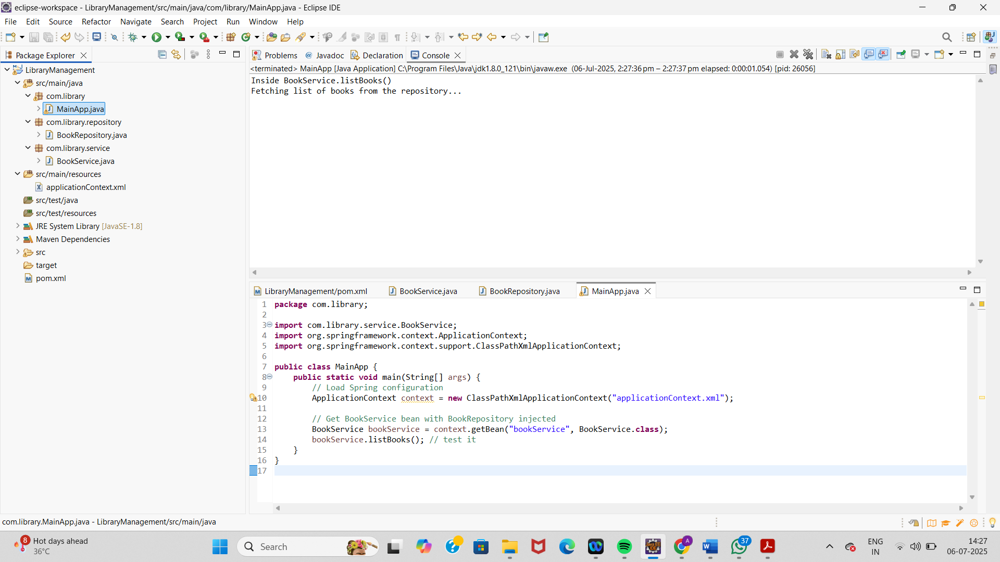 eclipse-workspace - LibraryManagement/src/main/java/com/library/MainApp.java - Eclipse IDE
File Edit Source Refactor Navigate Search Project Run Window Help
Package Explorer
LibraryManagement
src/main/java
com.library
MainApp.java
com.library.repository
BookRepository.java
com.library.service
BookService.java
src/main/resources
applicationContext.xml
src/test/java
src/test/resources
JRE System Library [JavaSE-1.8]
Maven Dependencies
src
target
pom.xml
Problems @ Javadoc Declaration Console
<terminated> MainApp [Java Application] C:\Program Files\Java\jdk1.8.0_121\bin\javaw.exe (06-Jul-2025, 2:27:36 pm – 2:27:37 pm elapsed: 0:00:01.054) [pid: 26056]
Inside BookService.listBooks()
Fetching list of books from the repository...
LibraryManagement/pom.xml BookService.java BookRepository.java MainApp.java
1 package com.library;
2
3 import com.library.service.BookService;
4 import org.springframework.context.ApplicationContext;
5 import org.springframework.context.support.ClassPathXmlApplicationContext;
6
7 public class MainApp {
8 public static void main(String[] args) {
9 // Load Spring configuration
10 ApplicationContext context = new ClassPathXmlApplicationContext("applicationContext.xml");
11
12 // Get BookService bean with BookRepository injected
13 BookService bookService = context.getBean("bookService", BookService.class);
14 bookService.listBooks(); // test it
15 }
16 }
17
com.library.MainApp.java - LibraryManagement/src/main/java
8
Hot days ahead
36°C
Search
A
37
ENG
IN
14:27
06-07-2025